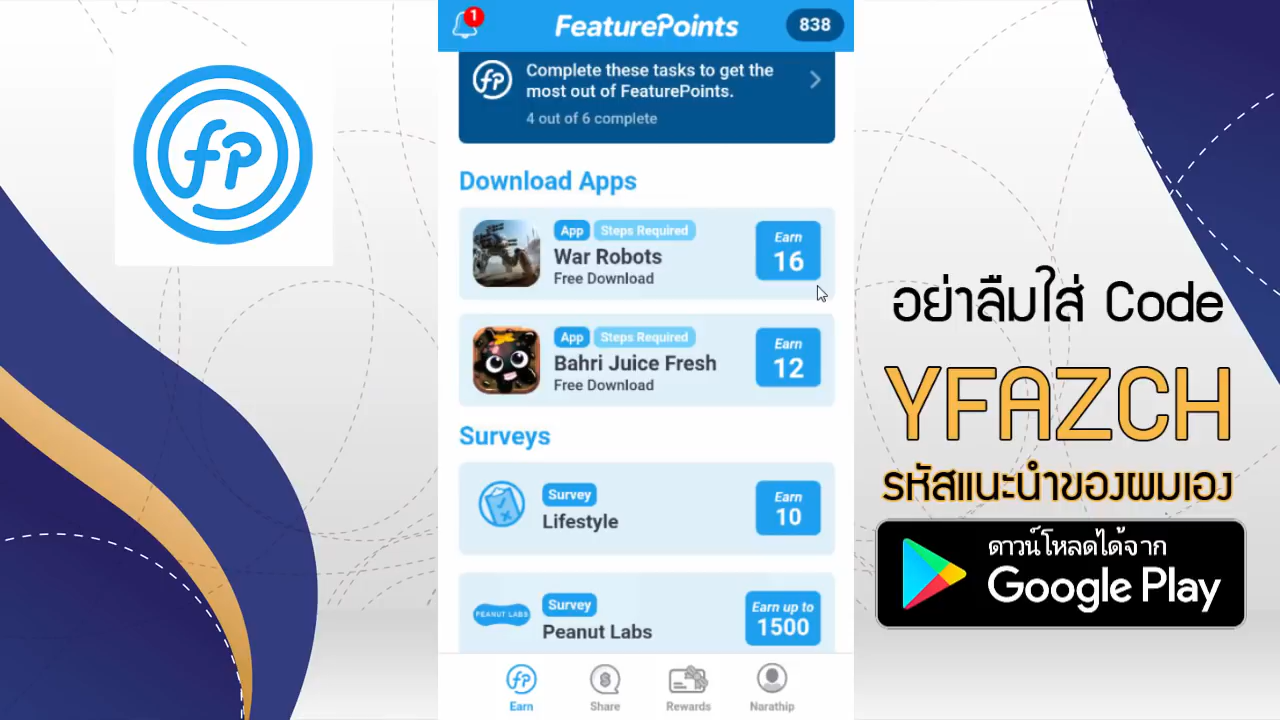 1
FeaturePoints
838
Complete these tasks to get the
most out of FeaturePoints.
4 out of 6 complete
fp
Download Apps
App Steps Required
War Robots
Free Download
Earn
16
App Steps Required
Bahri Juice Fresh
Free Download
Earn
12
Surveys
Survey
Lifestyle
Earn
10
PEANUT LABS
Survey
Peanut Labs
Earn up to
1500
Earn
Share
Rewards
Narathip
อย่าลืมใส่ Code
YFAZCH
รหัสแนะนำของผมเอง
ดาวน์โหลดได้จาก
Google Play